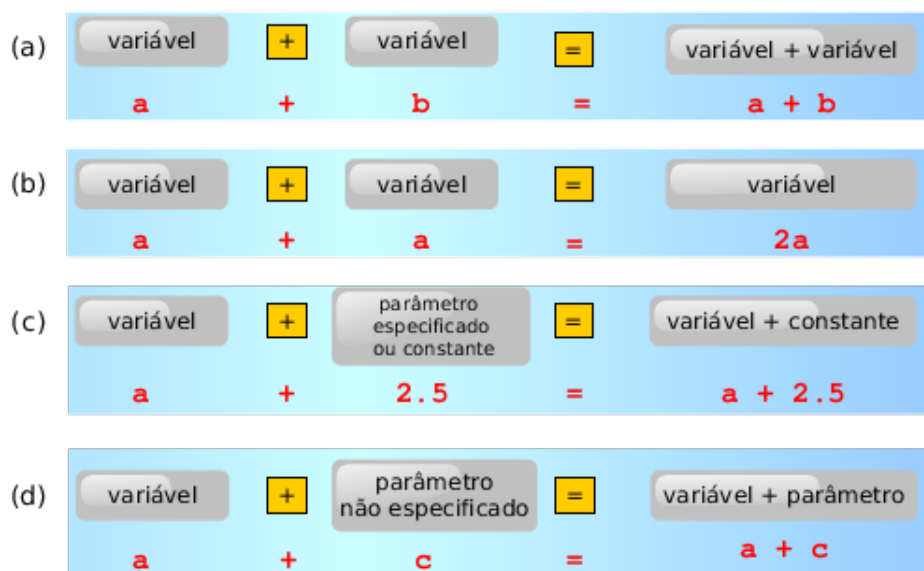 (a) variável + variável = variável + variável
a + b = a + b
(b) variável + variável = variável
a + a = 2a
(c) variável + parâmetro
especificado
ou constante = variável + constante
a + 2.5 = a + 2.5
(d) variável + parâmetro
não especificado = variável + parâmetro
a + c = a + c